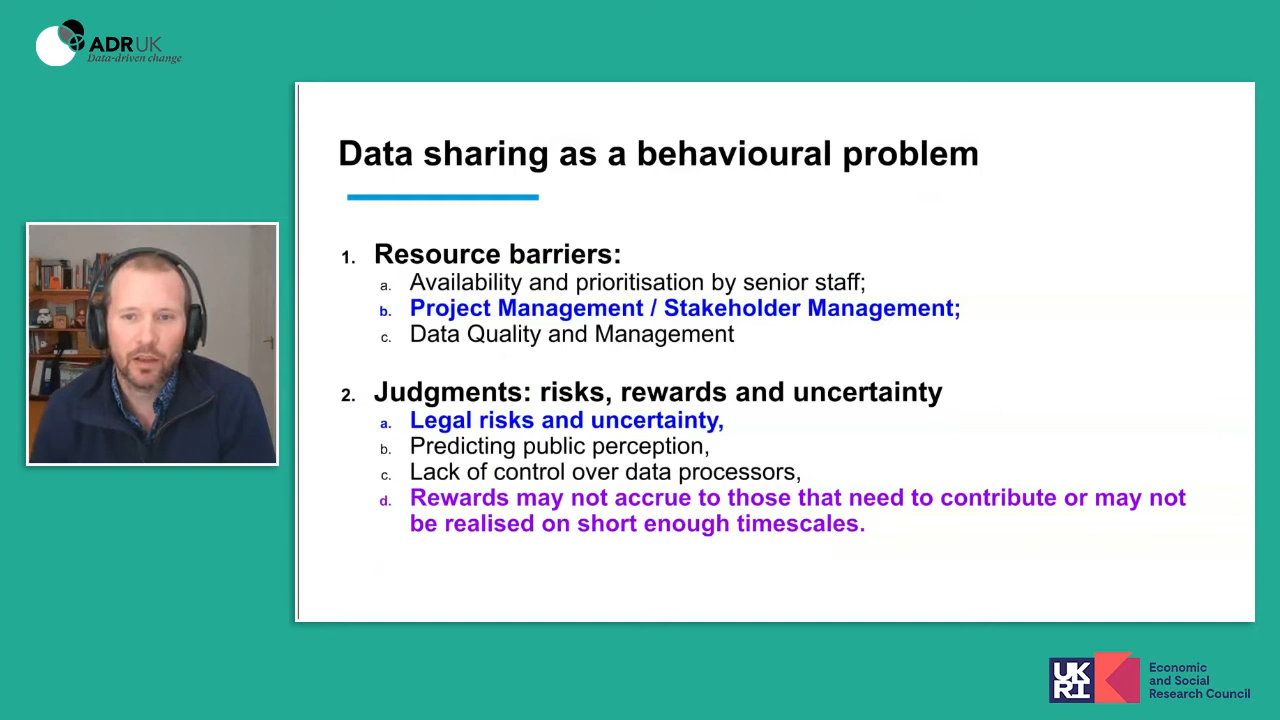 ADR UK
Data-driven change
Data sharing as a behavioural problem
1. Resource barriers:
a. Availability and prioritisation by senior staff;
b. Project Management / Stakeholder Management;
c. Data Quality and Management
2. Judgments: risks, rewards and uncertainty
a. Legal risks and uncertainty,
b. Predicting public perception,
c. Lack of control over data processors,
d. Rewards may not accrue to those that need to contribute or may not
be realised on short enough timescales.
UK
RI
Economic
and Social
Research Council